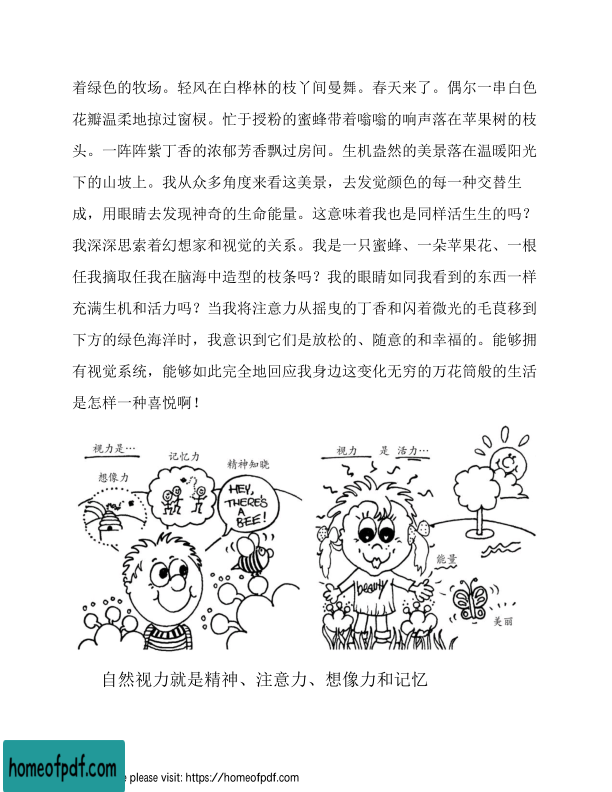 着绿色的牧场。轻风在白桦林的枝丫间曼舞。春天来了。偶尔一串白色
花瓣温柔地掠过窗棂。忙于授粉的蜜蜂带着嗡嗡的响声落在苹果树的枝
头。一阵阵紫丁香的浓郁芳香飘过房间。生机盎然的美景落在温暖阳光
下的山坡上。我从众多角度来看这美景，去发觉颜色的每一种交替生
成，用眼睛去发现神奇的生命能量。这意味着我也是同样活生生的吗？
我深深思索着幻想家和视觉的关系。我是一只蜜蜂、一朵苹果花、一根
任我摘取任我在脑海中造型的枝条吗？我的眼睛如同我看到的东西一样
充满生机和活力吗？当我将注意力从摇曳的丁香和闪着微光的毛茛移到
下方的绿色海洋时，我意识到它们是放松的、随意的和幸福的。能够拥
有视觉系统，能够如此完全地回应我身边这变化无穷的万花筒般的生活
是怎样一种喜悦啊！
视力是…
记忆力
精神知晓
想像力
HEY,
THERE'S
A
BEE!
视力 是 活力…
能量
beauty
美丽
自然视力就是精神、注意力、想像力和记忆
homeofpdf.com
e please visit: https://homeofpdf.com